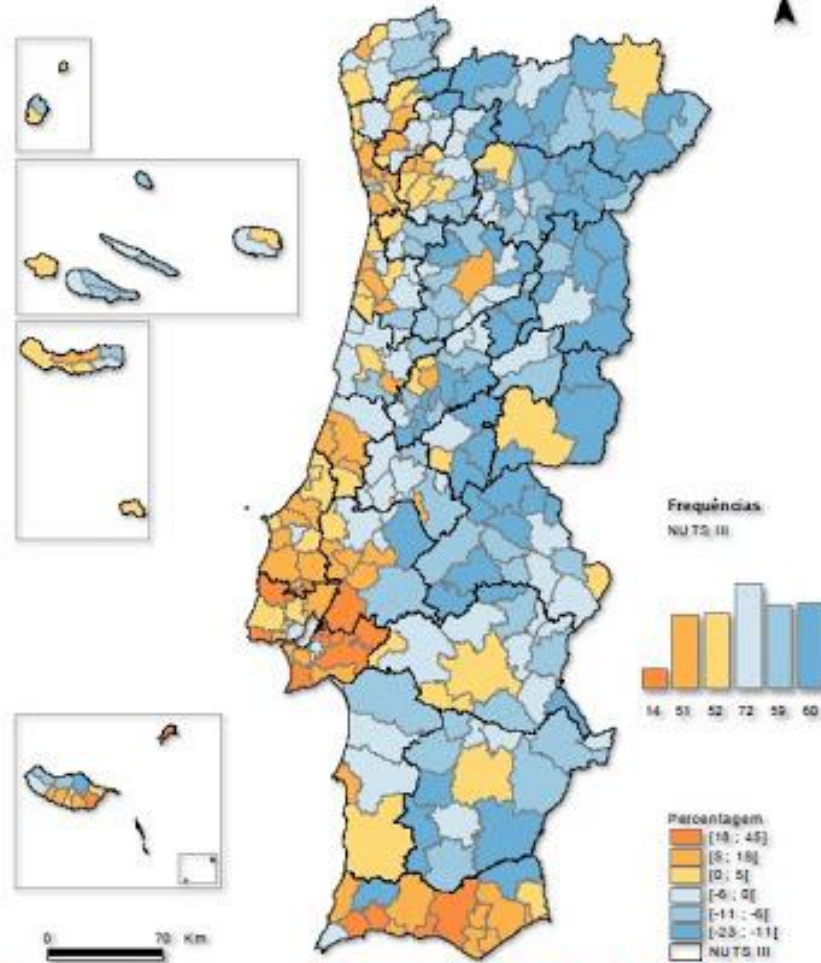 Frequências
NUTS III
14 51 52 72 59 60
Percentagem
[18 ; 45]
[5 ; 18[
[0 ; 5[
[-6 ; 0[
[-11 ; -6[
[-23 ; -11[
NUTS III
0 70 Km